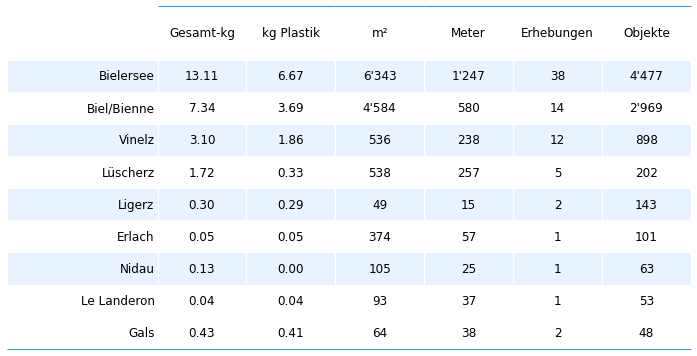 Gesamt-kg kg Plastik m² Meter Erhebungen Objekte
Bielersee 13.11 6.67 6'343 1'247 38 4'477
Biel/Bienne 7.34 3.69 4'584 580 14 2'969
Vinelz 3.10 1.86 536 238 12 898
Lüscherz 1.72 0.33 538 257 5 202
Ligerz 0.30 0.29 49 15 2 143
Erlach 0.05 0.05 374 57 1 101
Nidau 0.13 0.00 105 25 1 63
Le Landeron 0.04 0.04 93 37 1 53
Gals 0.43 0.41 64 38 2 48